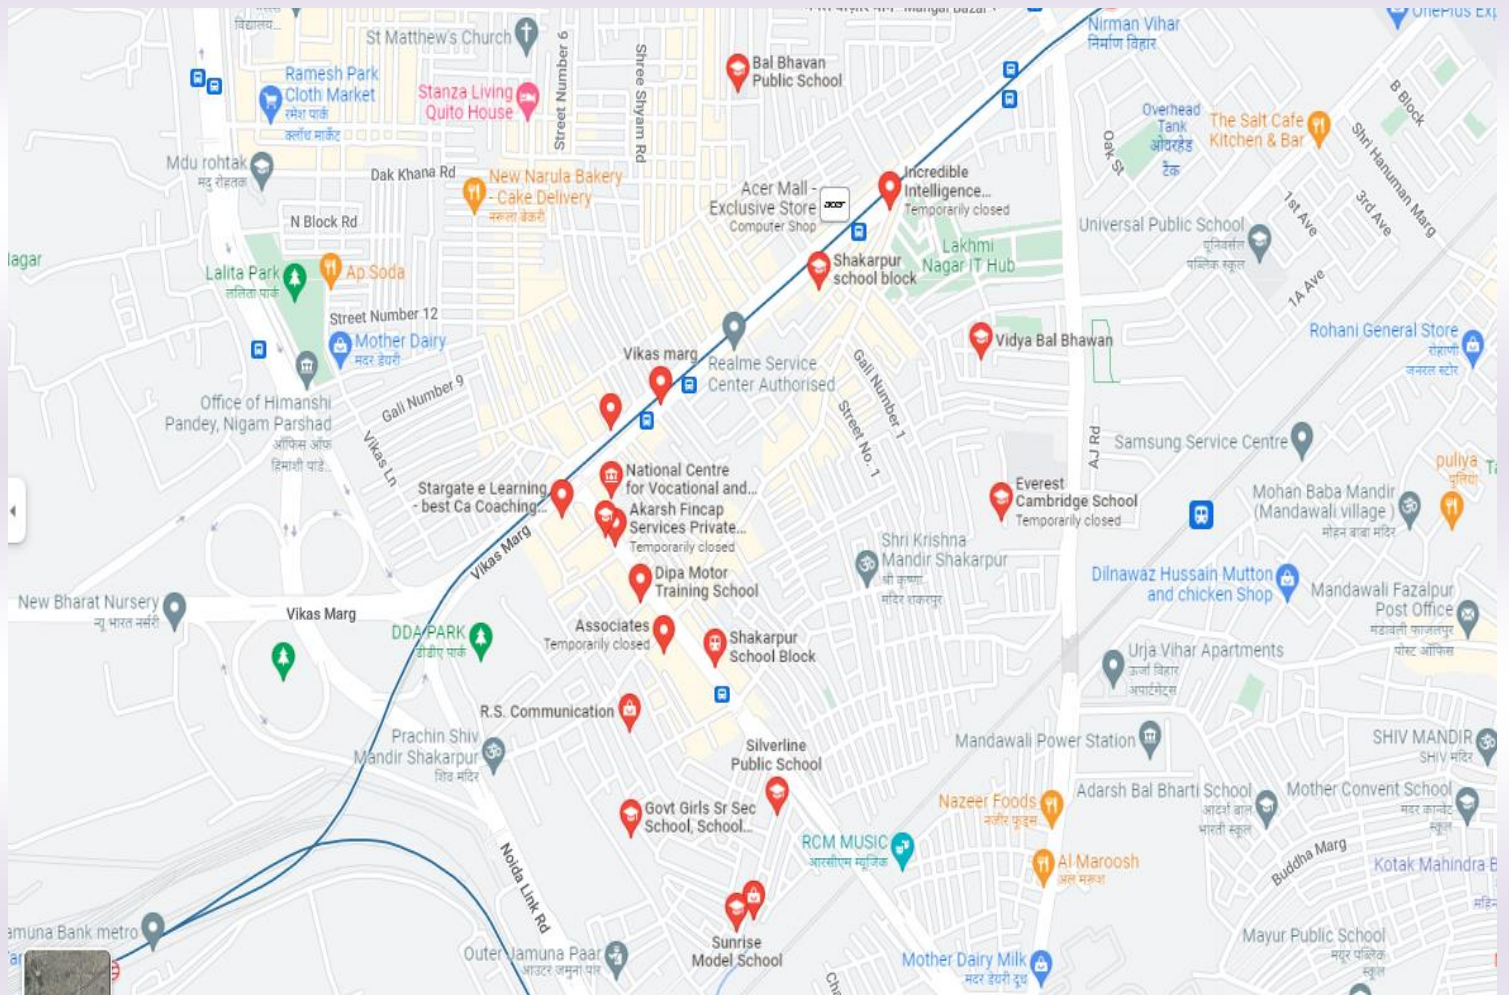 विद्यालय...
St Matthew's Church
Street Number 6
Shree Shyam Rd
Bal Bhavan
Public School
Nirman Vihar
निर्माण विहार
OnePlus Exp
Ramesh Park
Cloth Market
रमेश पार्क
क्लॉथ मार्केट
Stanza Living
Quito House
B Block
Overhead
Tank
ओवरहेड
टैंक
The Salt Cafe
Kitchen & Bar
Oak St
Shri Hanuman Marg
Mdu rohtak
मदु रोहतक
Dak Khana Rd
New Narula Bakery
- Cake Delivery
नरूला बेकरी
Acer Mall -
Exclusive Store
Computer Shop
acer
Incredible
Intelligence...
Temporarily closed
1st Ave
3rd Ave
N Block Rd
Universal Public School
यूनिवर्सल
पब्लिक स्कूल
Lakhmi
Nagar IT Hub
lagar
Lalita Park
ललिता पार्क
Ap Soda
Shakarpur
school block
1A Ave
Street Number 12
Mother Dairy
मदर डेयरी
Vikas marg
Realme Service
Center Authorised
Vidya Bal Bhawan
Rohani General Store
रोहाणी
जनरल स्टोर
Gali Number 9
Gali Number 1
Street No. 1
Office of Himanshi
Pandey, Nigam Parshad
ऑफिस ऑफ
हिमांशी पांडे...
Vikas Ln
AJ Rd
Samsung Service Centre
puliya
पुलिया
Stargate e Learning
- best Ca Coaching...
National Centre
for Vocational and...
Akarsh Fincap
Services Private...
Temporarily closed
Everest
Cambridge School
Temporarily closed
Mohan Baba Mandir
(Mandawali village )
मोहन बाबा मंदिर
Vikas Marg
Shri Krishna
Mandir Shakarpur
श्री कृष्णा
मंदिर शकरपुर
Dipa Motor
Training School
Dilnawaz Hussain Mutton
and chicken Shop
Mandawali Fazalpur
Post Office
मंडावली फाजलपुर
पोस्ट ऑफिस
New Bharat Nursery
न्यू भारत नर्सरी
Vikas Marg
DDA PARK
डीडीए पार्क
Associates
Temporarily closed
Shakarpur
School Block
Urja Vihar Apartments
ऊर्जा विहार
अपार्टमेंट्स
R.S. Communication
Prachin Shiv
Mandir Shakarpur
शिव मंदिर
Silverline
Public School
Mandawali Power Station
SHIV MANDIR
SHIV मंदिर
Nazeer Foods
नजीर फूड्स
Adarsh Bal Bharti School
आदर्श बाल
भारती स्कूल
Mother Convent School
मदर कान्वेंट
स्कूल
Govt Girls Sr Sec
School, School...
RCM MUSIC
आरसीएम म्यूजिक
Al Maroosh
अल मरूश
Buddha Marg
Kotak Mahindra B
Noida Link Rd
amuna Bank metro
Outer Jamuna Paar
आउटर जमुना पार
Sunrise
Model School
Mother Dairy Milk
मदर डेयरी दूध
Mayur Public School
मयूर पब्लिक
स्कूल